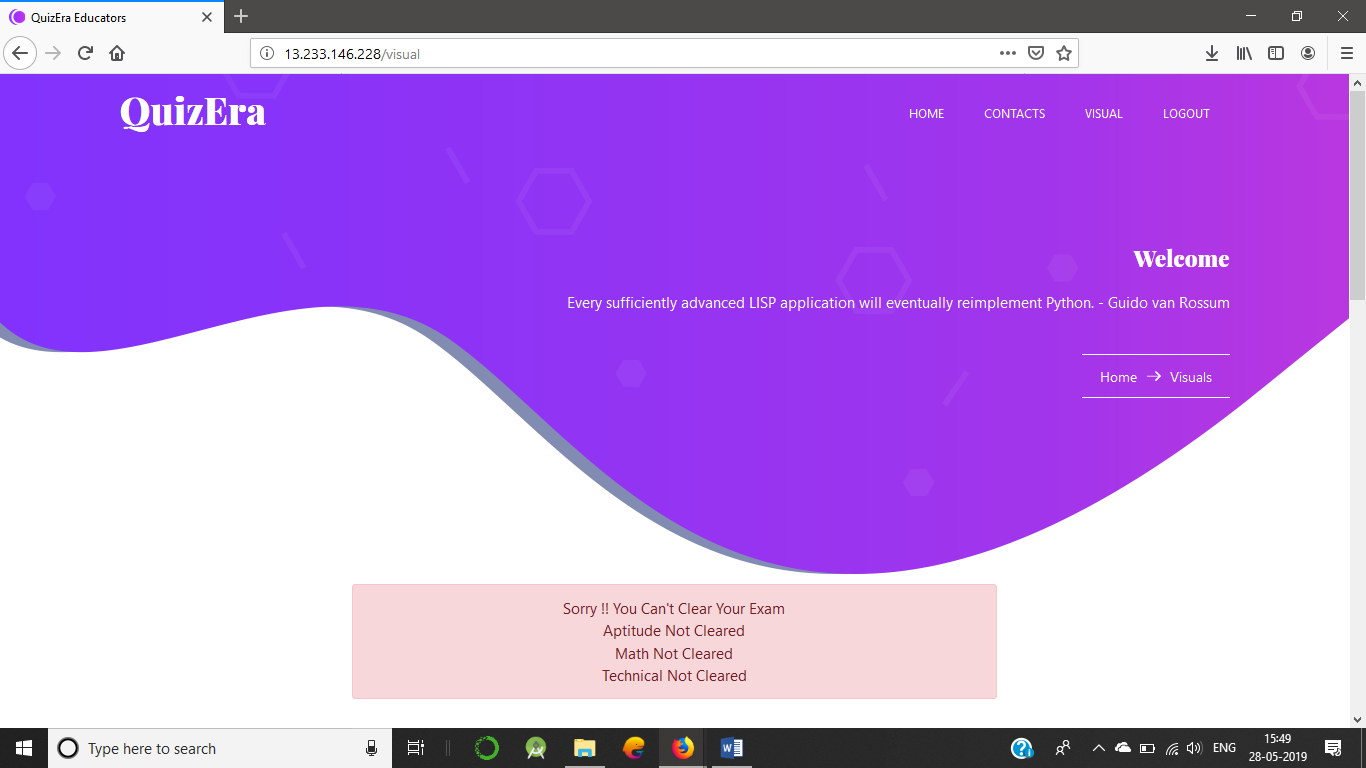 QuizEra Educators
13.233.146.228/visual
QuizEra
HOME CONTACTS VISUAL LOGOUT
Welcome
Every sufficiently advanced LISP application will eventually reimplement Python. - Guido van Rossum
Home → Visuals
Sorry !! You Can't Clear Your Exam
Aptitude Not Cleared
Math Not Cleared
Technical Not Cleared
Type here to search
ENG
15:49
28-05-2019